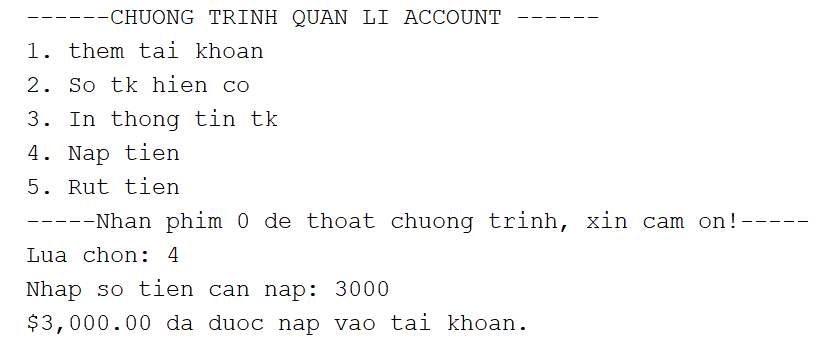 ------CHUONG TRINH QUAN LI ACCOUNT ------
1. them tai khoan
2. So tk hien co
3. In thong tin tk
4. Nap tien
5. Rut tien
-----Nhan phim 0 de thoat chuong trinh, xin cam on!-----
Lua chon: 4
Nhap so tien can nap: 3000
$3,000.00 da duoc nap vao tai khoan.